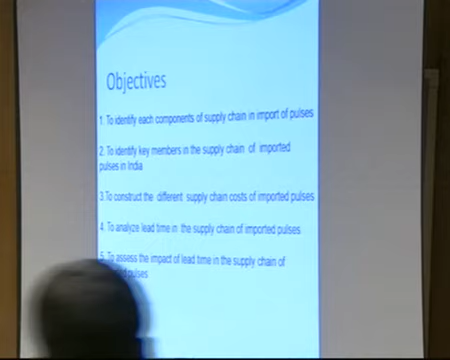 Objectives
1. To identify each components of supply chain in import of pulses
2. To identify key members in the supply chain of imported
pulses in India
3.To construct the different supply chain costs of imported pulses
4. To analyze lead time in the supply chain of imported pulses
5. To assess the impact of lead time in the supply chain of
pulses